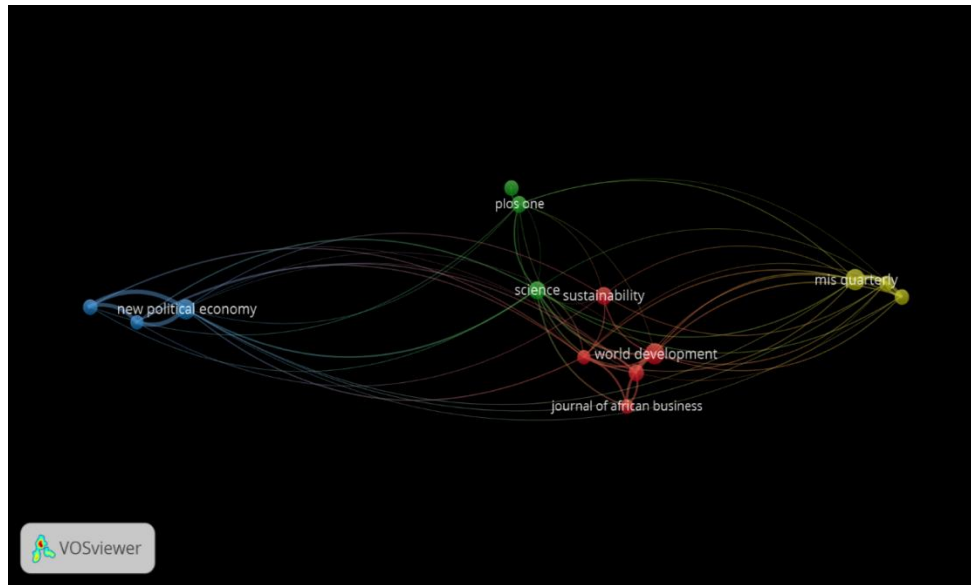 plos one
science
sustainability
mis quarterly
new political economy
world development
journal of african business
VOSviewer